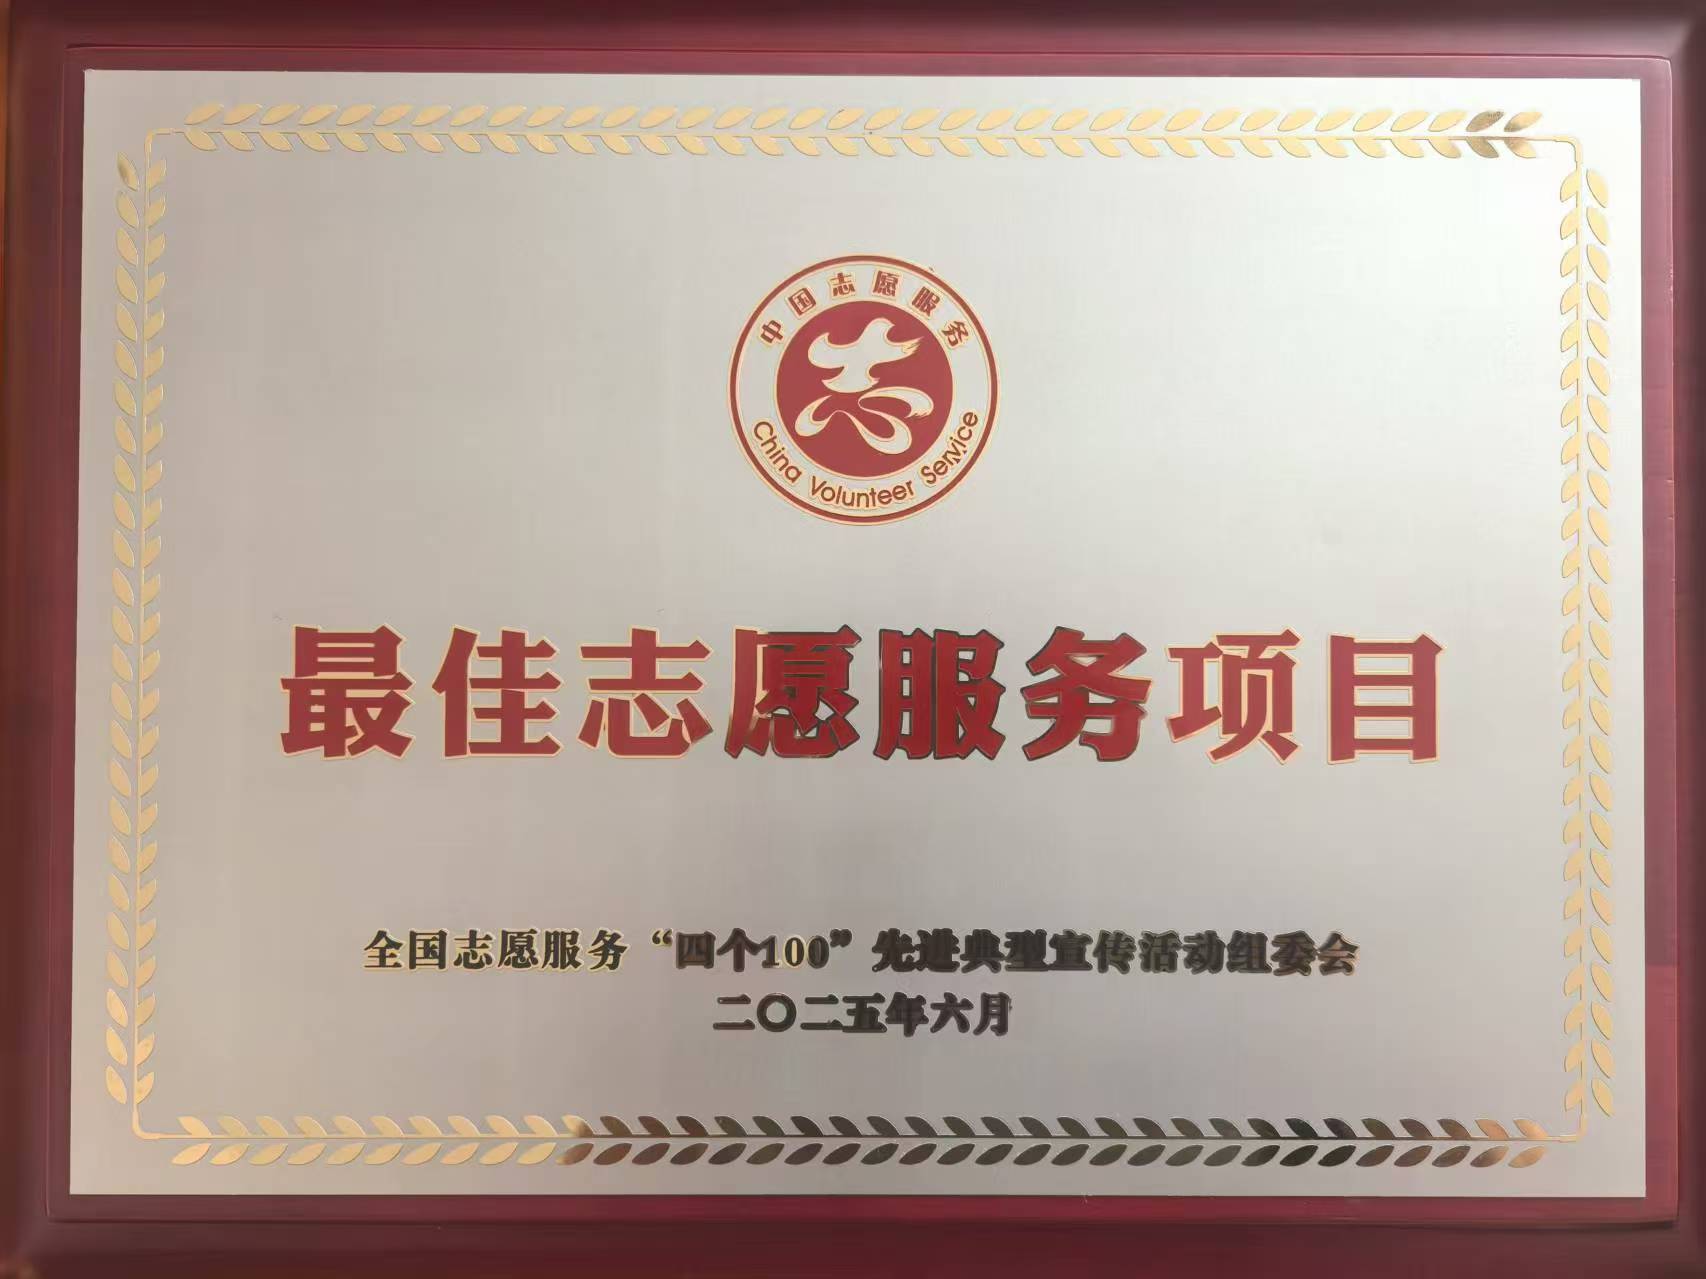 中国志愿服务
志
China Volunteer Service
最佳志愿服务项目
全国志愿服务“四个100”先进典型宣传活动组委会
二〇二五年六月